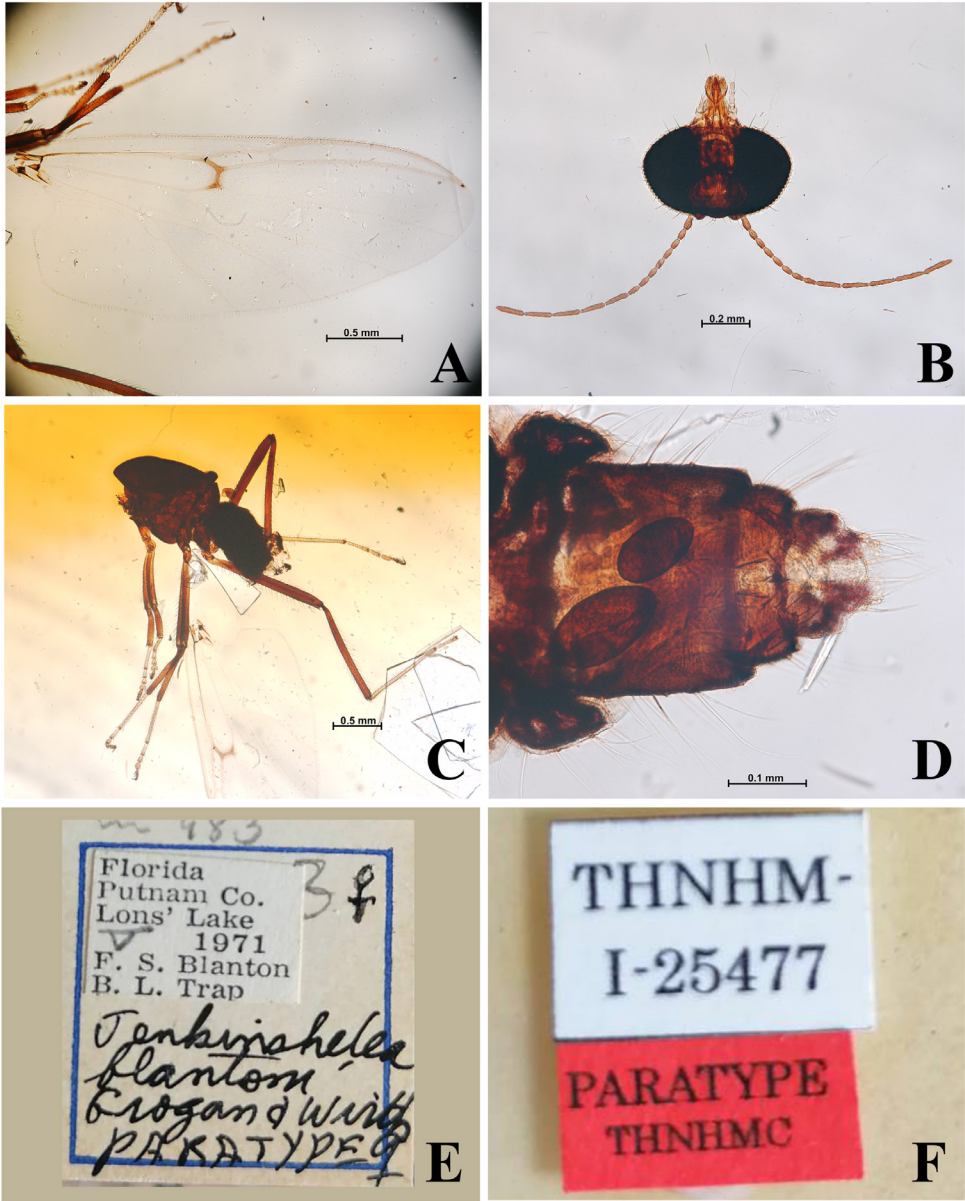 0.5 mm
A
0.2 mm
B
0.5 mm
C
0.1 mm
D
483
Florida
Putnam Co.
Lons' Lake
V 1971
F. S. Blanton
B. L. Trap
3 ♀
Jenkinshelea
blantoni
Grogan & Wirth
PARATYPE ♀
E
THNHM-
I-25477
PARATYPE
THNHMC
F